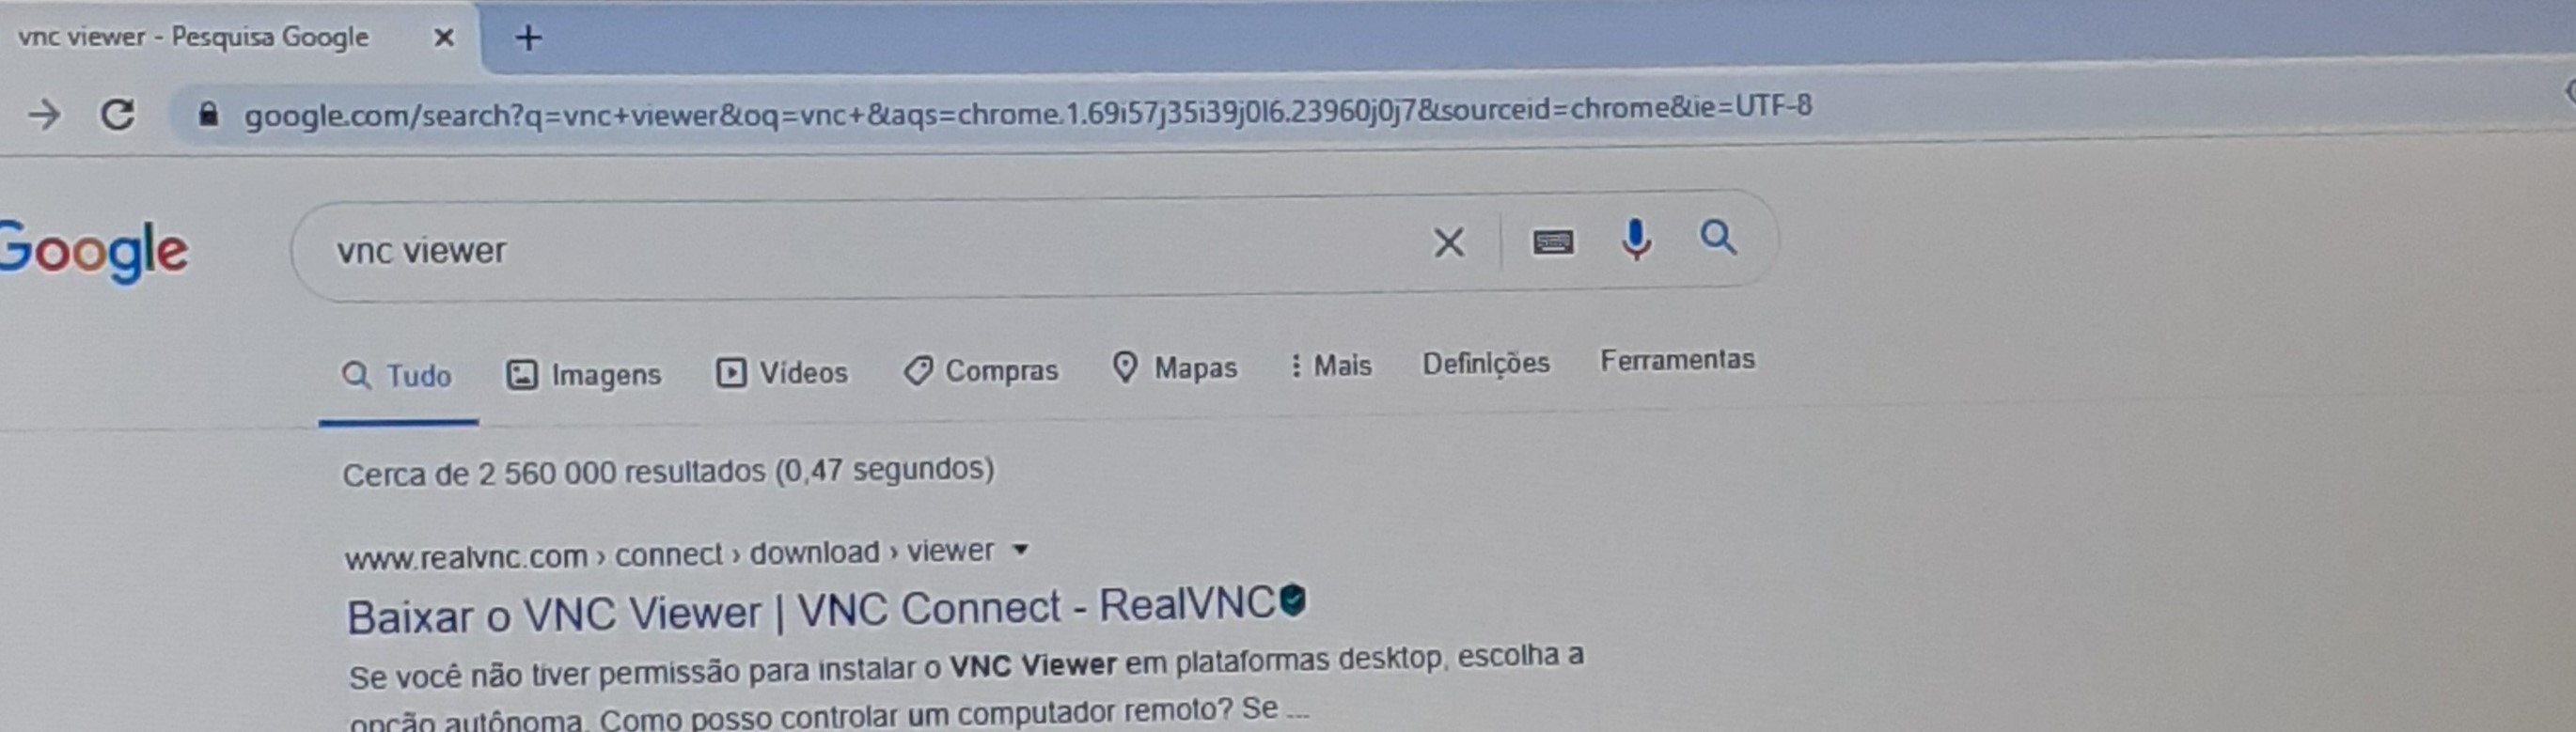 vnc viewer - Pesquisa Google
google.com/search?q=vnc+viewer&oq=vnc+&aqs=chrome.1.69i57j35i39j0l6.23960j0j7&sourceid=chrome&ie=UTF-8
Google
vnc viewer
Tudo Imagens Vídeos Compras Mapas Mais Definições Ferramentas
Cerca de 2 560 000 resultados (0,47 segundos)
www.realvnc.com › connect › download › viewer
Baixar o VNC Viewer | VNC Connect - RealVNC
Se você não tiver permissão para instalar o VNC Viewer em plataformas desktop, escolha a
opção autônoma. Como posso controlar um computador remoto? Se ...